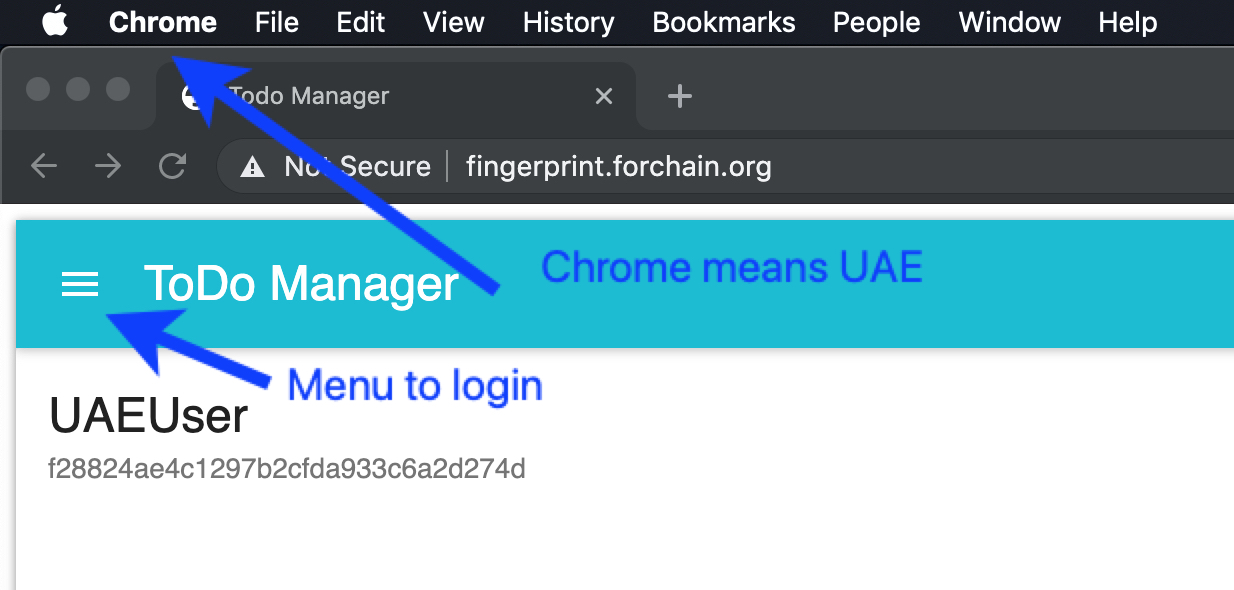 Chrome File Edit View History Bookmarks People Window Help
Todo Manager
Not Secure fingerprint.forchain.org
ToDo Manager
Chrome means UAE
Menu to login
UAEUser
f28824ae4c1297b2cfda933c6a2d274d